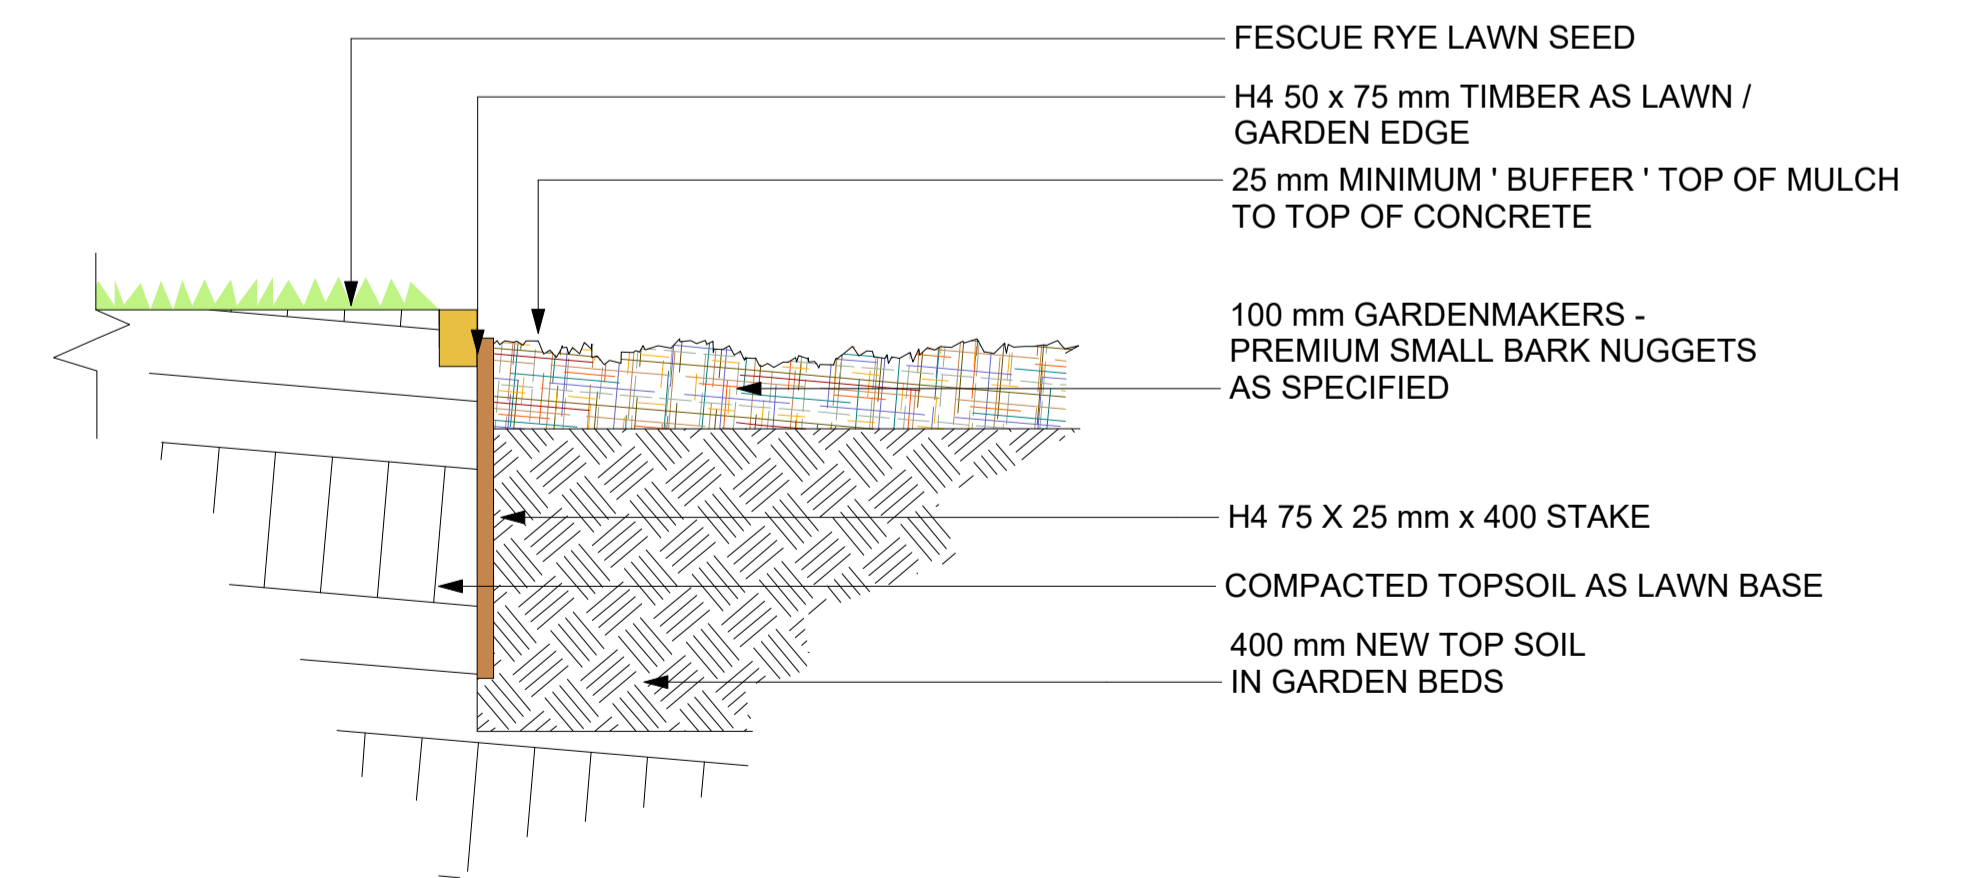 FESCUE RYE LAWN SEED
H4 50 x 75 mm TIMBER AS LAWN /
GARDEN EDGE
25 mm MINIMUM ' BUFFER ' TOP OF MULCH
TO TOP OF CONCRETE
100 mm GARDENMAKERS -
PREMIUM SMALL BARK NUGGETS
AS SPECIFIED
H4 75 X 25 mm x 400 STAKE
COMPACTED TOPSOIL AS LAWN BASE
400 mm NEW TOP SOIL
IN GARDEN BEDS